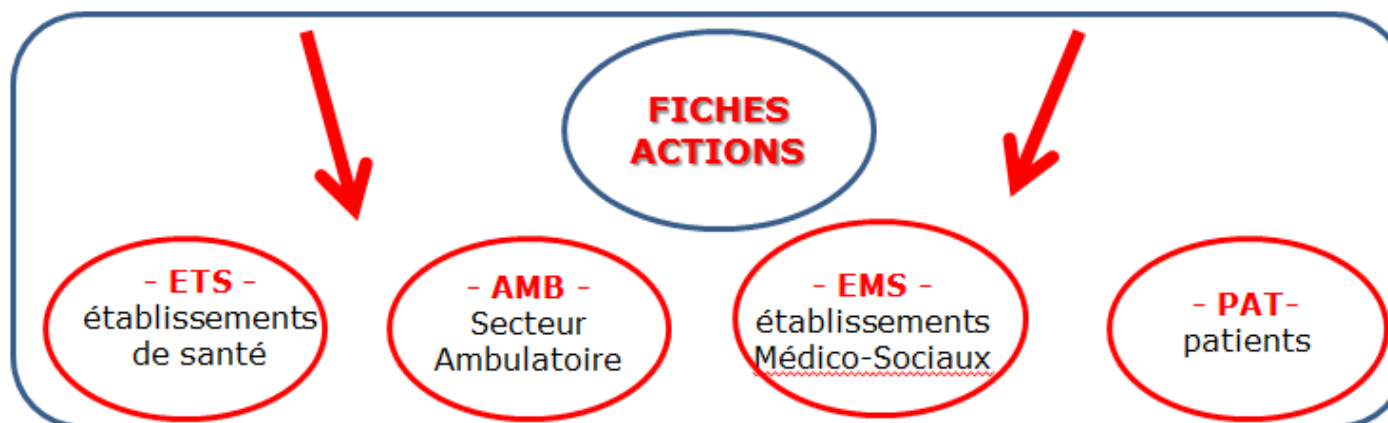 FICHES
ACTIONS
- ETS -
établissements
de santé
- AMB -
Secteur
Ambulatoire
- EMS -
établissements
Médico-Sociaux
- PAT-
patients